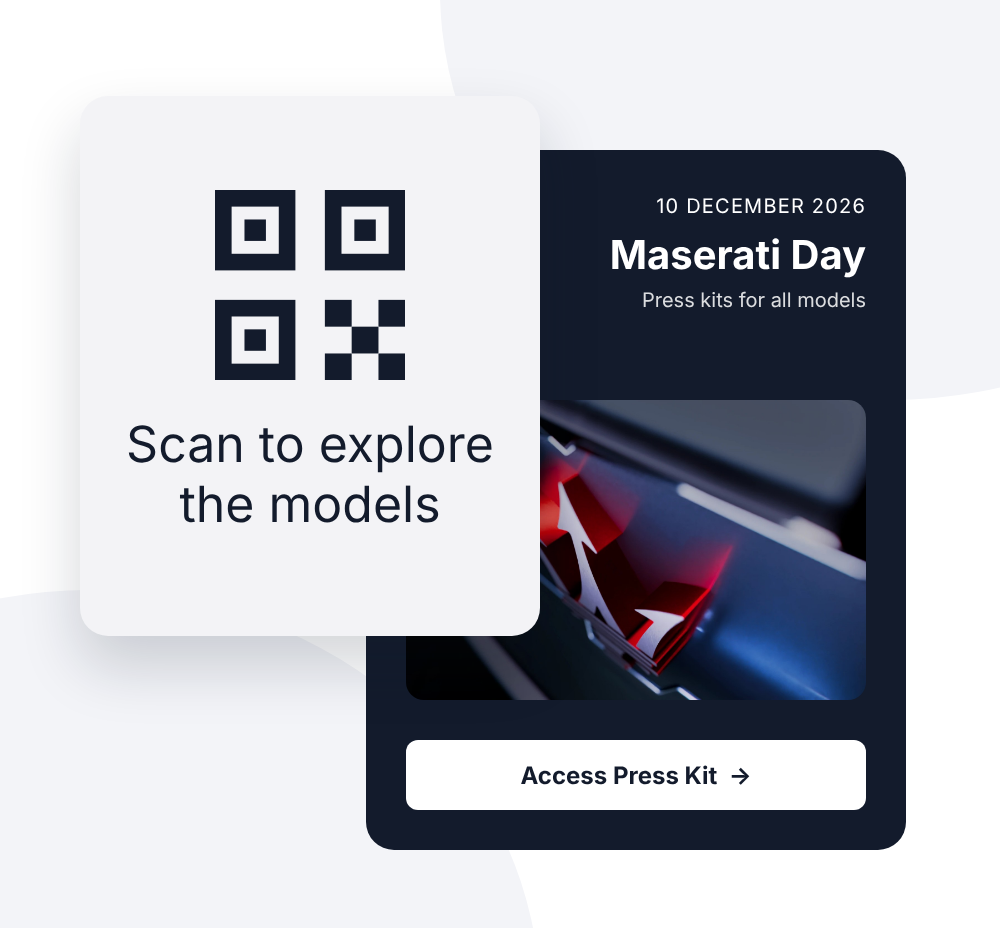 Scan to explore
the models
10 DECEMBER 2026
Maserati Day
Press kits for all models
Access Press Kit →